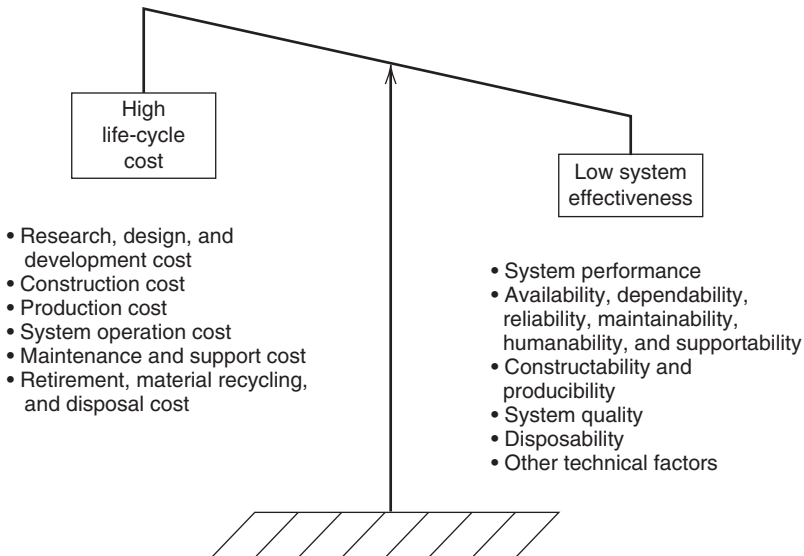 High
life-cycle
cost
Low system
effectiveness
• Research, design, and
development cost
• Construction cost
• Production cost
• System operation cost
• Maintenance and support cost
• Retirement, material recycling,
and disposal cost
• System performance
• Availability, dependability,
reliability, maintainability,
humanability, and supportability
• Constructability and
producibility
• System quality
• Disposability
• Other technical factors